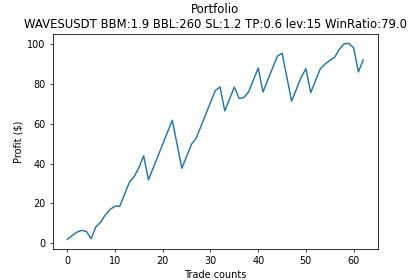 Portfolio
WAVESUSDT BBM:1.9 BBL:260 SL:1.2 TP:0.6 lev:15 WinRatio:79.0
100
80
60
40
20
0
Profit ($)
0 10 20 30 40 50 60
Trade counts